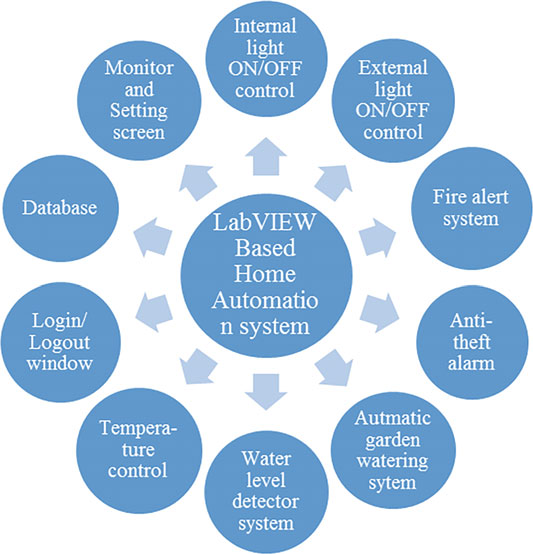 Internal
light
ON/OFF
control
External
light
ON/OFF
control
Fire alert
system
Anti-
theft
alarm
Autmatic
garden
watering
sytem
Water
level
detector
system
Tempera-
ture
control
Login/
Logout
window
Database
Monitor
and
Setting
screen
LabVIEW
Based
Home
Automatio
n system